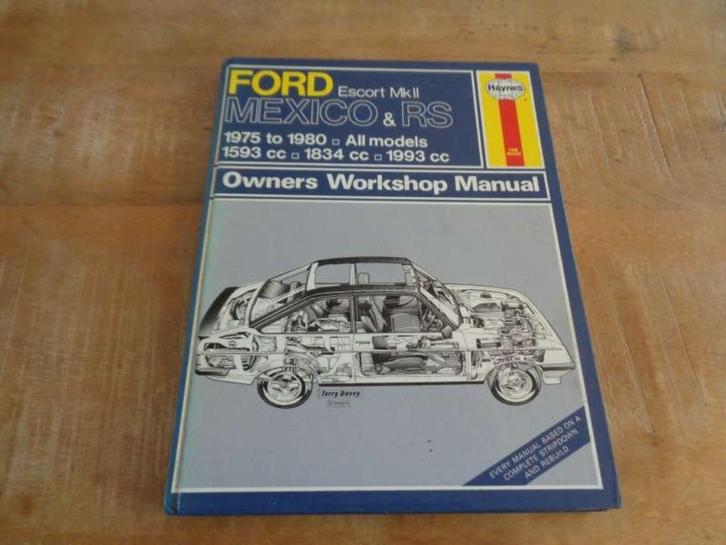 FORD Escort Mk II
MEXICO & RS
1975 to 1980 ▫ All models
1593 cc ▫ 1834 cc ▫ 1993 cc
Haynes
Owners Workshop Manual
Terry Davey
EVERY MANUAL BASED ON A
COMPLETE STRIPDOWN
AND REBUILD